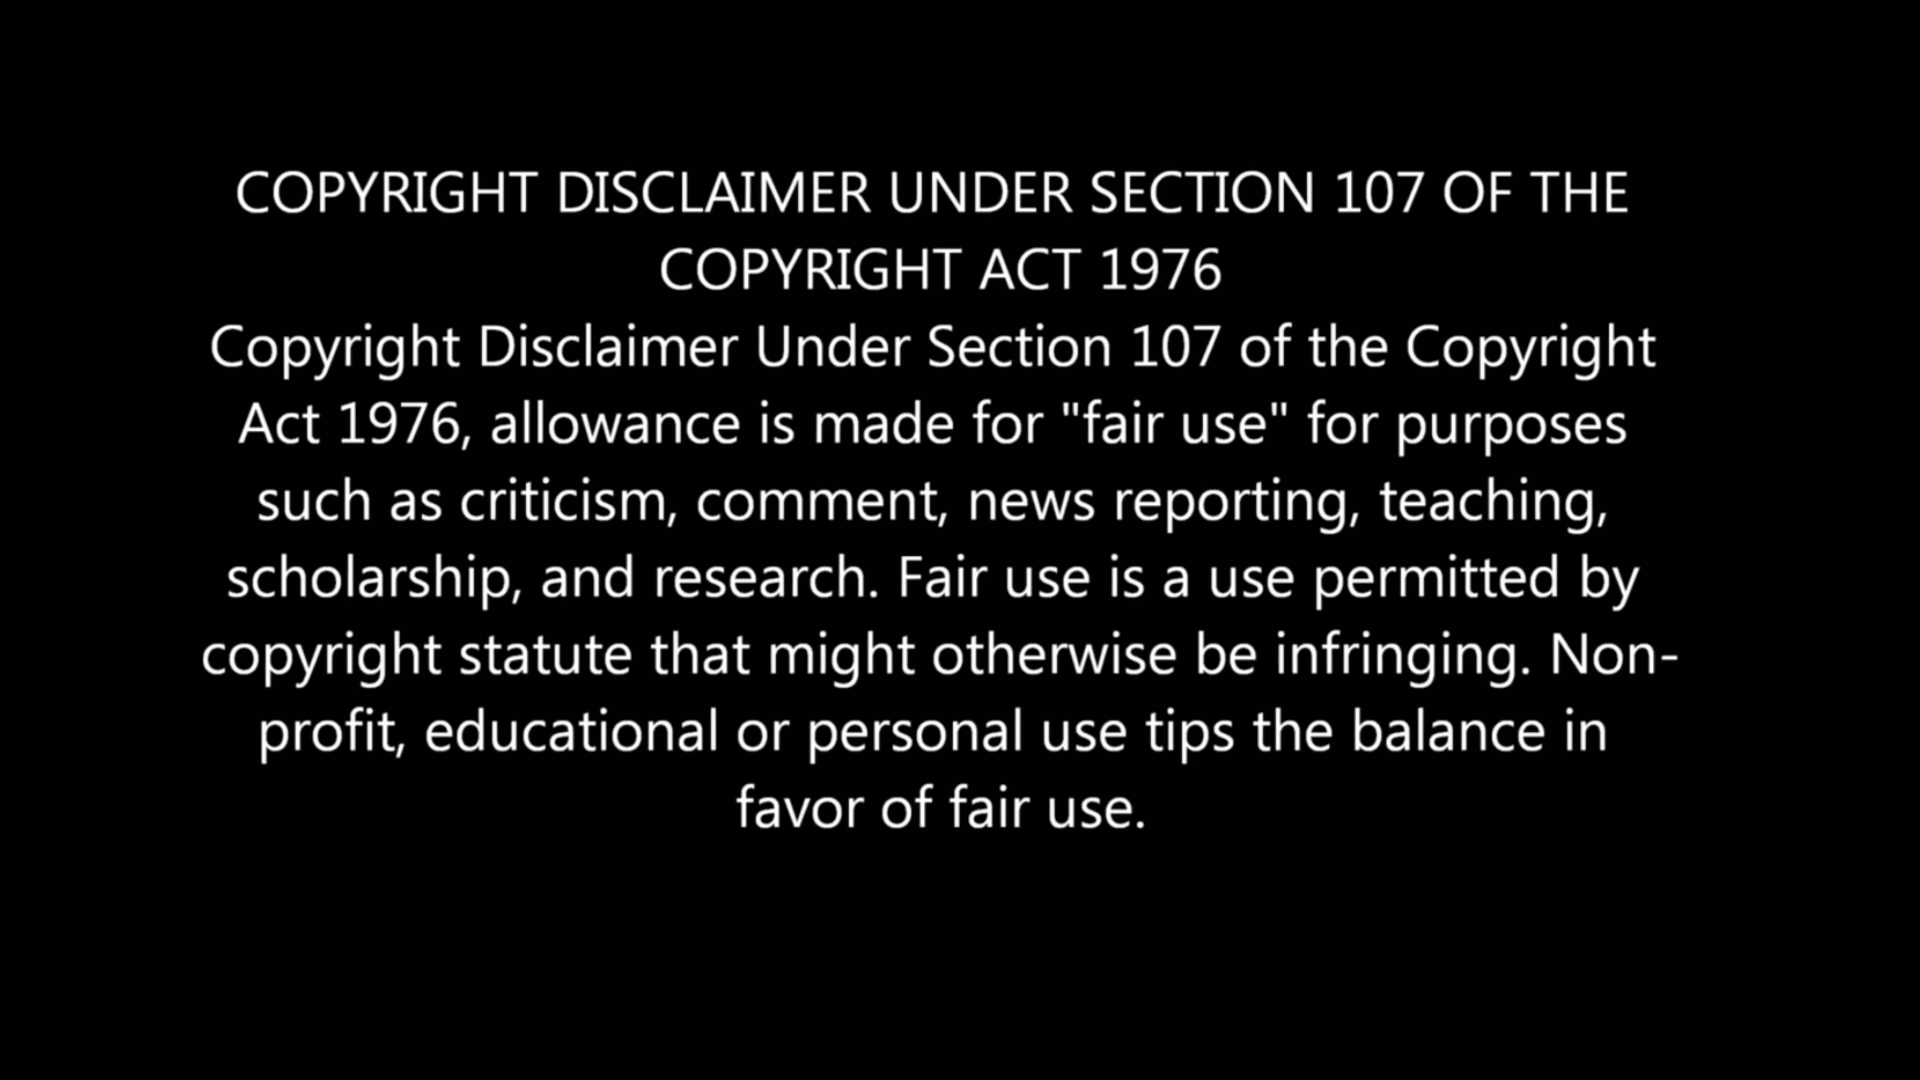 COPYRIGHT DISCLAIMER UNDER SECTION 107 OF THE
COPYRIGHT ACT 1976
Copyright Disclaimer Under Section 107 of the Copyright
Act 1976, allowance is made for "fair use" for purposes
such as criticism, comment, news reporting, teaching,
scholarship, and research. Fair use is a use permitted by
copyright statute that might otherwise be infringing. Non-
profit, educational or personal use tips the balance in
favor of fair use.